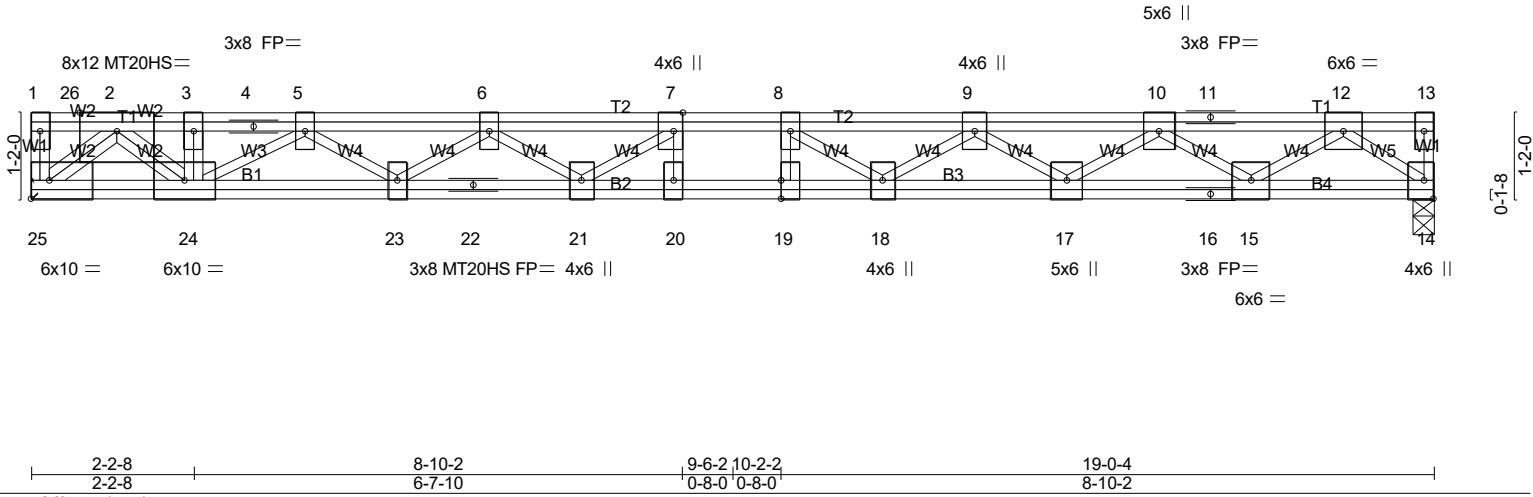 5x6 ||
3x8 FP=
3x8 FP=
8x12 MT20HS=
4x6 ||
4x6 ||
6x6 =
1 26 2 3 4 5 6 7 8 9 10 11 12 13
W2 W2 T1 T2 T2 T1
1-2-0
W1 W2 W2 W3 W4 W4 W4 W4 W4 W4 W4 W4 W4 W4 W5 W1
1-2-0
B1 B2 B3 B4
0-1-8
25 24 23 22 21 20 19 18 17 16 15 14
6x10 = 6x10 = 3x8 MT20HS FP= 4x6 || 4x6 || 5x6 || 3x8 FP= 4x6 ||
6x6 =
2-2-8 8-10-2 9-6-2 10-2-2 19-0-4
2-2-8 6-7-10 0-8-0 0-8-0 8-10-2